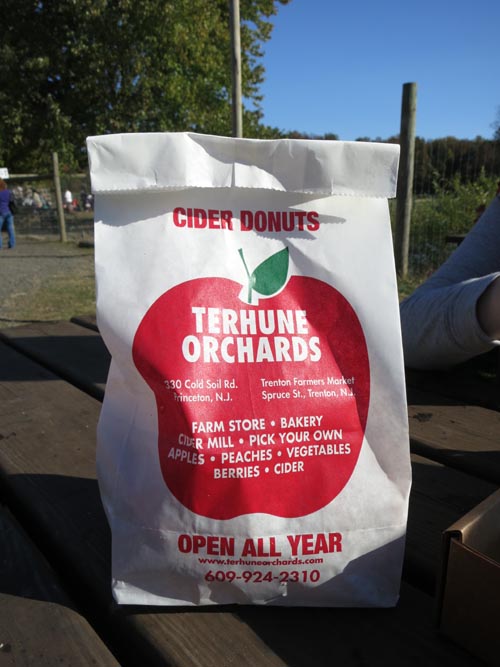 CIDER DONUTS
TERHUNE
ORCHARDS
330 Cold Soil Rd.
Princeton, N.J.
Trenton Farmers Market
Spruce St., Trenton, N.J.
FARM STORE • BAKERY
CIDER MILL • PICK YOUR OWN
APPLES • PEACHES • VEGETABLES
BERRIES • CIDER
OPEN ALL YEAR
www.terhuneorchards.com
609-924-2310